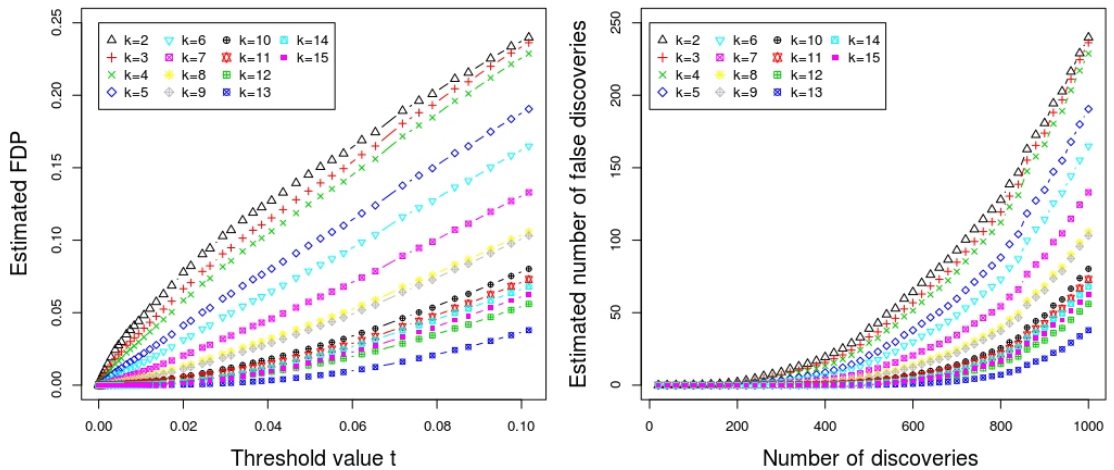 Estimated FDP
0.00 0.05 0.10 0.15 0.20 0.25
k=2 k=6 k=10 k=14
k=3 k=7 k=11 k=15
k=4 k=8 k=12
k=5 k=9 k=13
0.00 0.02 0.04 0.06 0.08 0.10
Threshold value t
Estimated number of false discoveries
0 50 100 150 200 250
k=2 k=6 k=10 k=14
k=3 k=7 k=11 k=15
k=4 k=8 k=12
k=5 k=9 k=13
0 200 400 600 800 1000
Number of discoveries